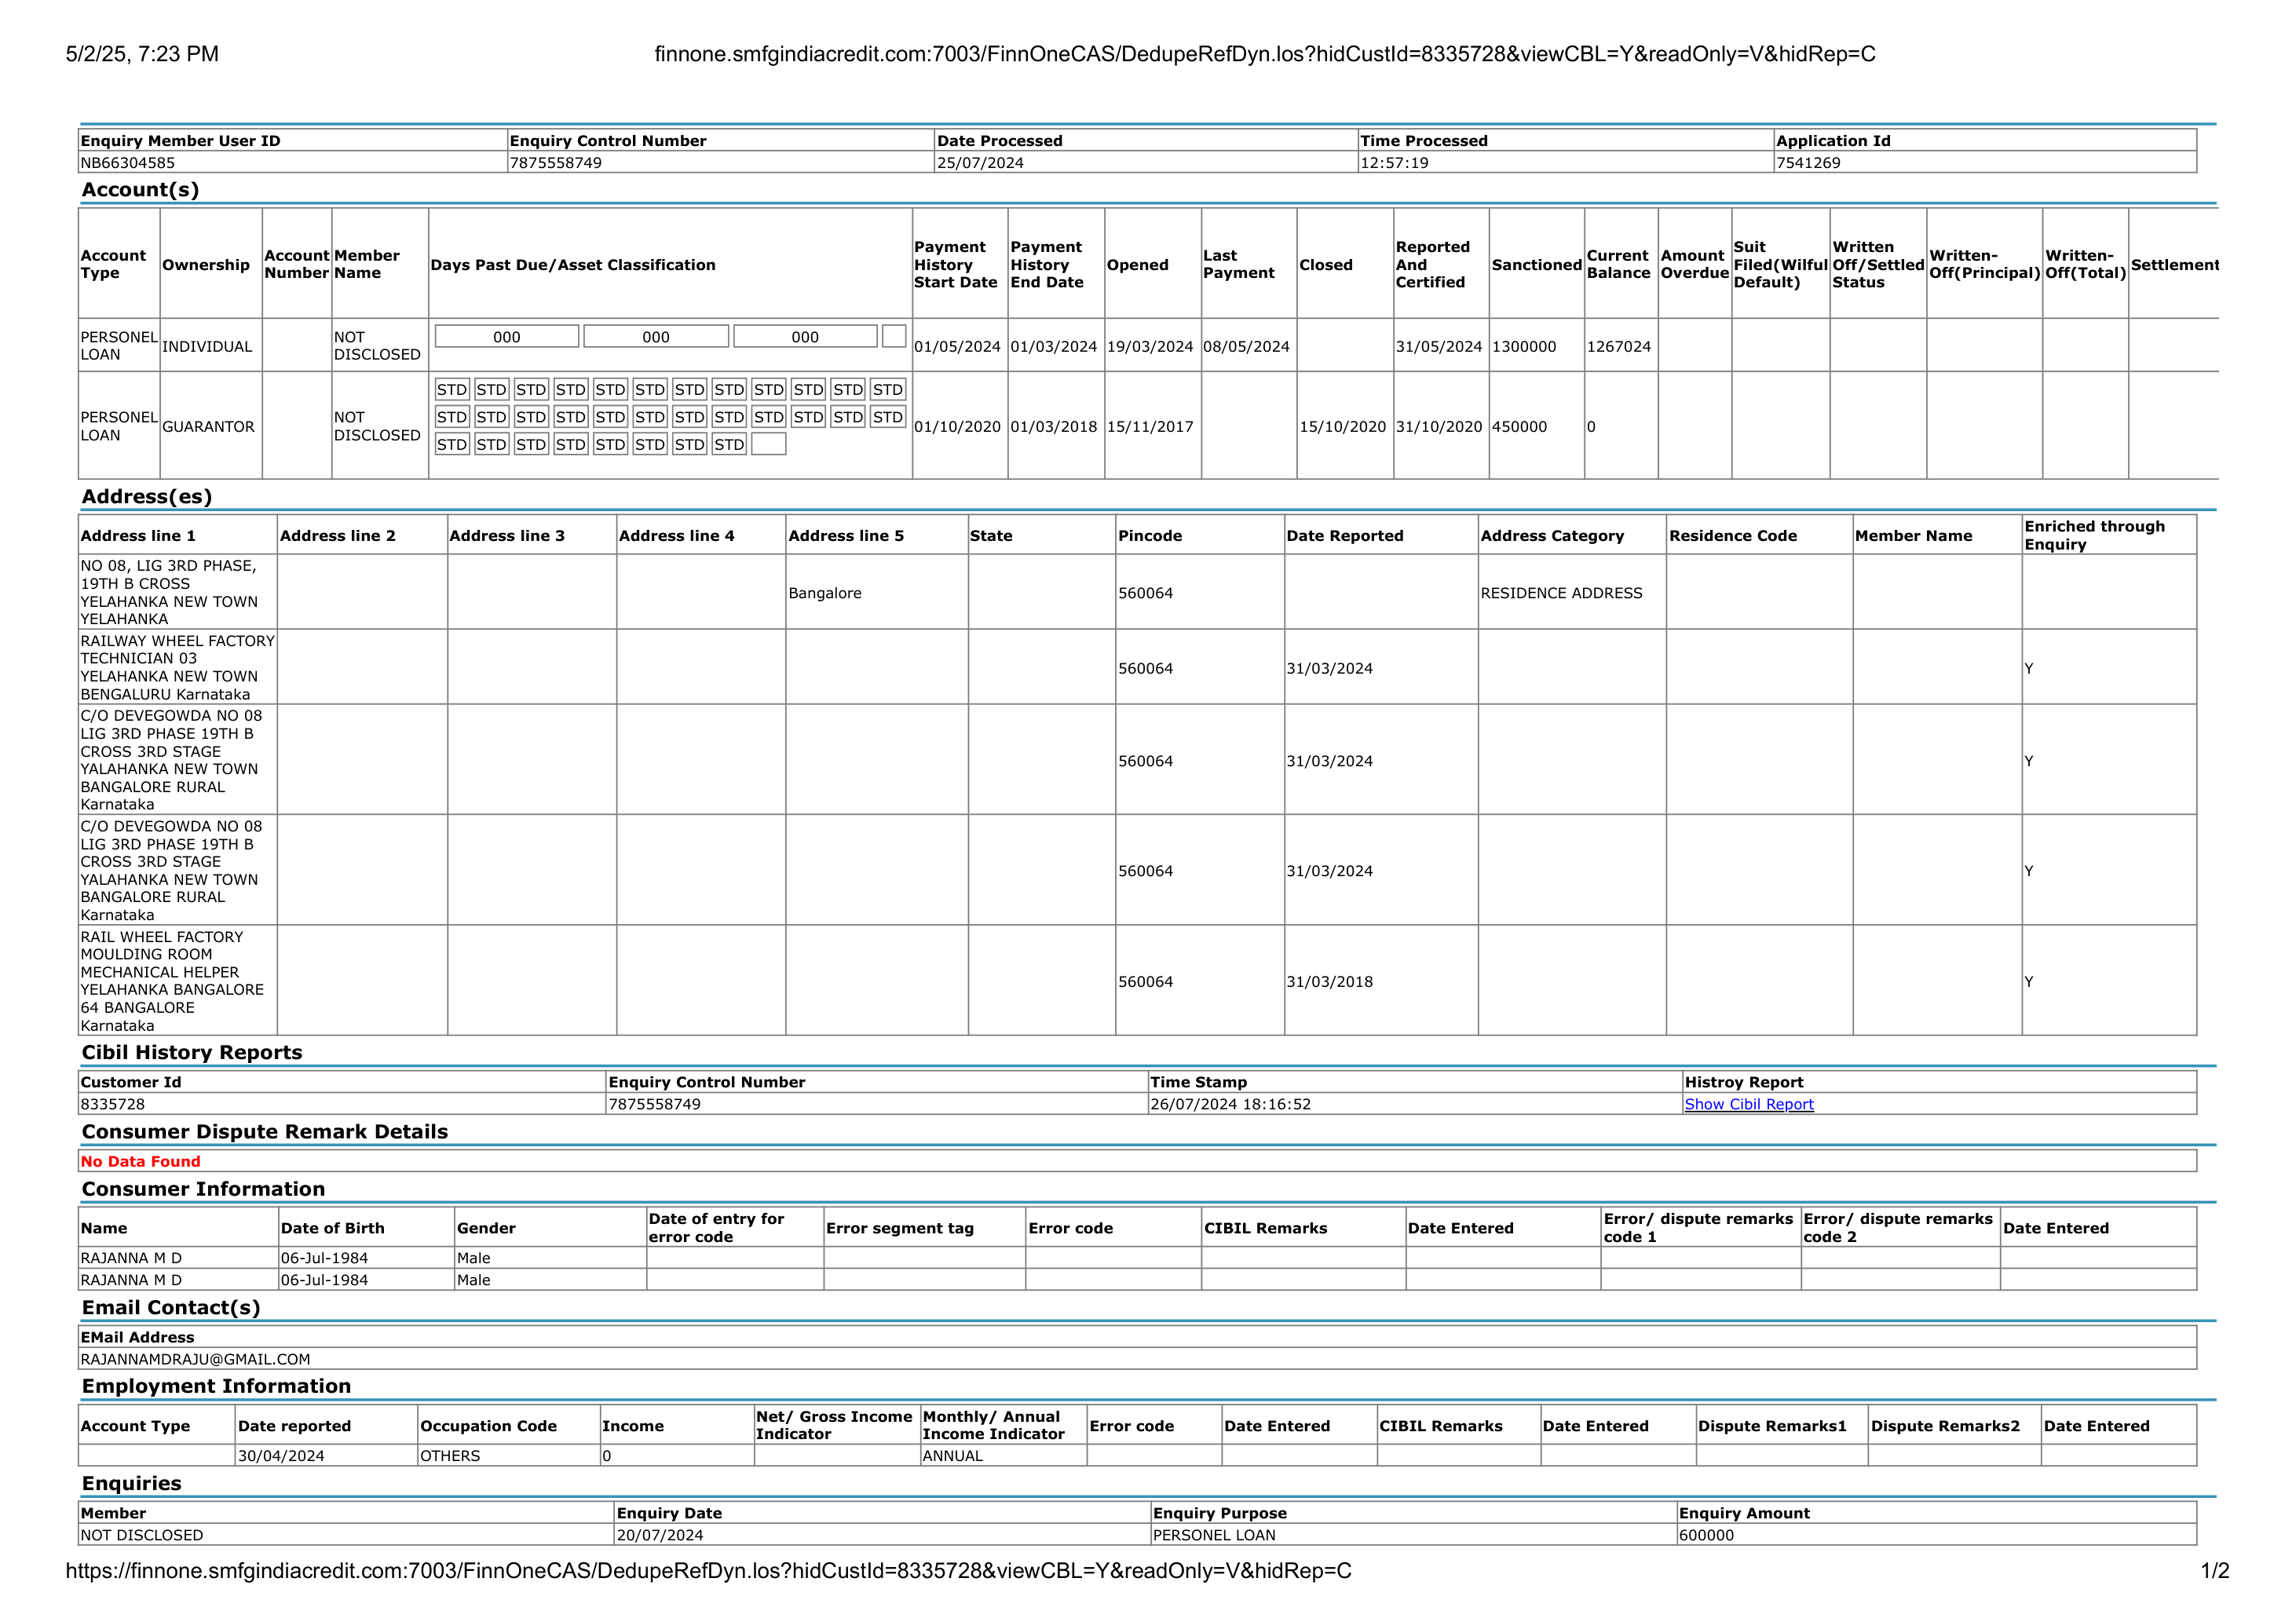 5/2/25, 7:23 PM
finnone.smfgindiacredit.com:7003/FinnOneCAS/DedupeRefDyn.los?hidCustId=8335728&viewCBL=Y&readOnly=V&hidRep=C
Enquiry Member User ID Enquiry Control Number Date Processed Time Processed Application Id
NB66304585 7875558749 25/07/2024 12:57:19 7541269
Account(s)
Account Type Ownership Account Number Member Name Days Past Due/Asset Classification Payment History Start Date Payment History End Date Opened Last Payment Closed Reported And Certified Sanctioned Current Balance Amount Overdue Suit Filed(Wilful Default) Written Off/Settled Status Written-Off(Principal) Written-Off(Total) Settlement
PERSONEL LOAN INDIVIDUAL NOT DISCLOSED 000 000 000 01/05/2024 01/03/2024 19/03/2024 08/05/2024 31/05/2024 1300000 1267024
PERSONEL LOAN GUARANTOR NOT DISCLOSED
STD STD STD STD STD STD STD STD STD STD STD STD
STD STD STD STD STD STD STD STD STD STD STD STD
STD STD STD STD STD STD STD STD
01/10/2020 01/03/2018 15/11/2017 15/10/2020 31/10/2020 450000 0
Address(es)
Address line 1 Address line 2 Address line 3 Address line 4 Address line 5 State Pincode Date Reported Address Category Residence Code Member Name Enriched through Enquiry
NO 08, LIG 3RD PHASE,
19TH B CROSS
YELAHANKA NEW TOWN
YELAHANKA
Bangalore 560064 RESIDENCE ADDRESS
RAILWAY WHEEL FACTORY
TECHNICIAN 03
YELAHANKA NEW TOWN
BENGALURU Karnataka
560064 31/03/2024 Y
C/O DEVEGOWDA NO 08
LIG 3RD PHASE 19TH B
CROSS 3RD STAGE
YALAHANKA NEW TOWN
BANGALORE RURAL
Karnataka
560064 31/03/2024 Y
C/O DEVEGOWDA NO 08
LIG 3RD PHASE 19TH B
CROSS 3RD STAGE
YALAHANKA NEW TOWN
BANGALORE RURAL
Karnataka
560064 31/03/2024 Y
RAIL WHEEL FACTORY
MOULDING ROOM
MECHANICAL HELPER
YELAHANKA BANGALORE
64 BANGALORE
Karnataka
560064 31/03/2018 Y
Cibil History Reports
Customer Id Enquiry Control Number Time Stamp Histroy Report
8335728 7875558749 26/07/2024 18:16:52 Show Cibil Report
Consumer Dispute Remark Details
No Data Found
Consumer Information
Name Date of Birth Gender Date of entry for error code Error segment tag Error code CIBIL Remarks Date Entered Error/ dispute remarks code 1 Error/ dispute remarks code 2 Date Entered
RAJANNA M D 06-Jul-1984 Male
RAJANNA M D 06-Jul-1984 Male
Email Contact(s)
EMail Address
RAJANNAMDRAJU@GMAIL.COM
Employment Information
Account Type Date reported Occupation Code Income Net/ Gross Income Indicator Monthly/ Annual Income Indicator Error code Date Entered CIBIL Remarks Date Entered Dispute Remarks1 Dispute Remarks2 Date Entered
30/04/2024 OTHERS 0 ANNUAL
Enquiries
Member Enquiry Date Enquiry Purpose Enquiry Amount
NOT DISCLOSED 20/07/2024 PERSONEL LOAN 600000
https://finnone.smfgindiacredit.com:7003/FinnOneCAS/DedupeRefDyn.los?hidCustId=8335728&viewCBL=Y&readOnly=V&hidRep=C
1/2